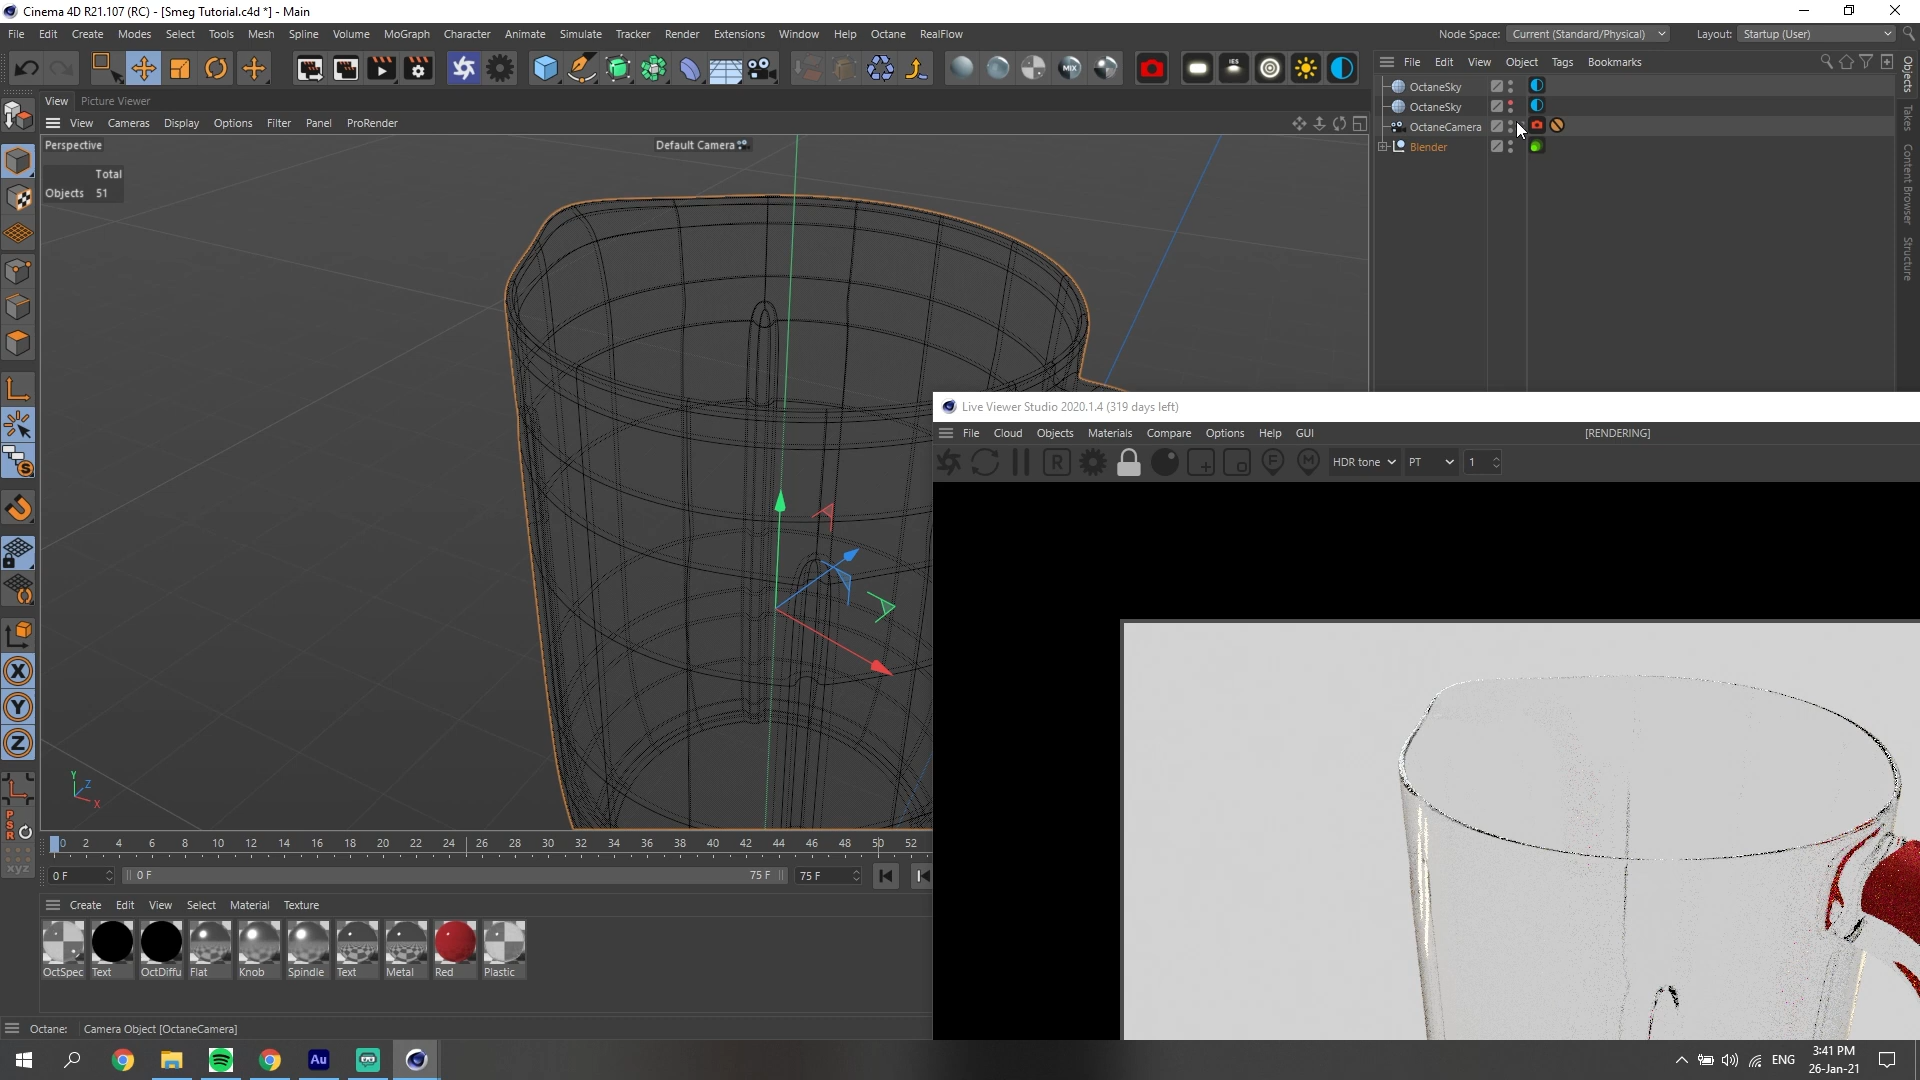 Cinema 4D R21.107 (RC) - [Smeg Tutorial.c4d *] - Main
File Edit Create Modes Select Tools Mesh Spline Volume MoGraph Character Animate Simulate Tracker Render Extensions Window Help Octane RealFlow
Node Space: Current (Standard/Physical) Layout: Startup (User)
File Edit View Object Tags Bookmarks
View Picture Viewer
View Cameras Display Options Filter Panel ProRender
Perspective
Default Camera
Total
Objects 51
OctaneSky
OctaneSky
OctaneCamera
Blender
Objects
Takes
Content Browser
Structure
Live Viewer Studio 2020.1.4 (319 days left)
File Cloud Objects Materials Compare Options Help GUI [RENDERING]
HDR tone PT 1
Y
Z
X
X
Y
Z
P
S
R
xyz
0 2 4 6 8 10 12 14 16 18 20 22 24 26 28 30 32 34 36 38 40 42 44 46 48 50 52
0 F 0 F 75 F 75 F
Create Edit View Select Material Texture
OctSpec Text OctDiffu Flat Knob Spindle Text Metal Red Plastic
Octane: Camera Object [OctaneCamera]
Au
ENG
3:41 PM
26-Jan-21